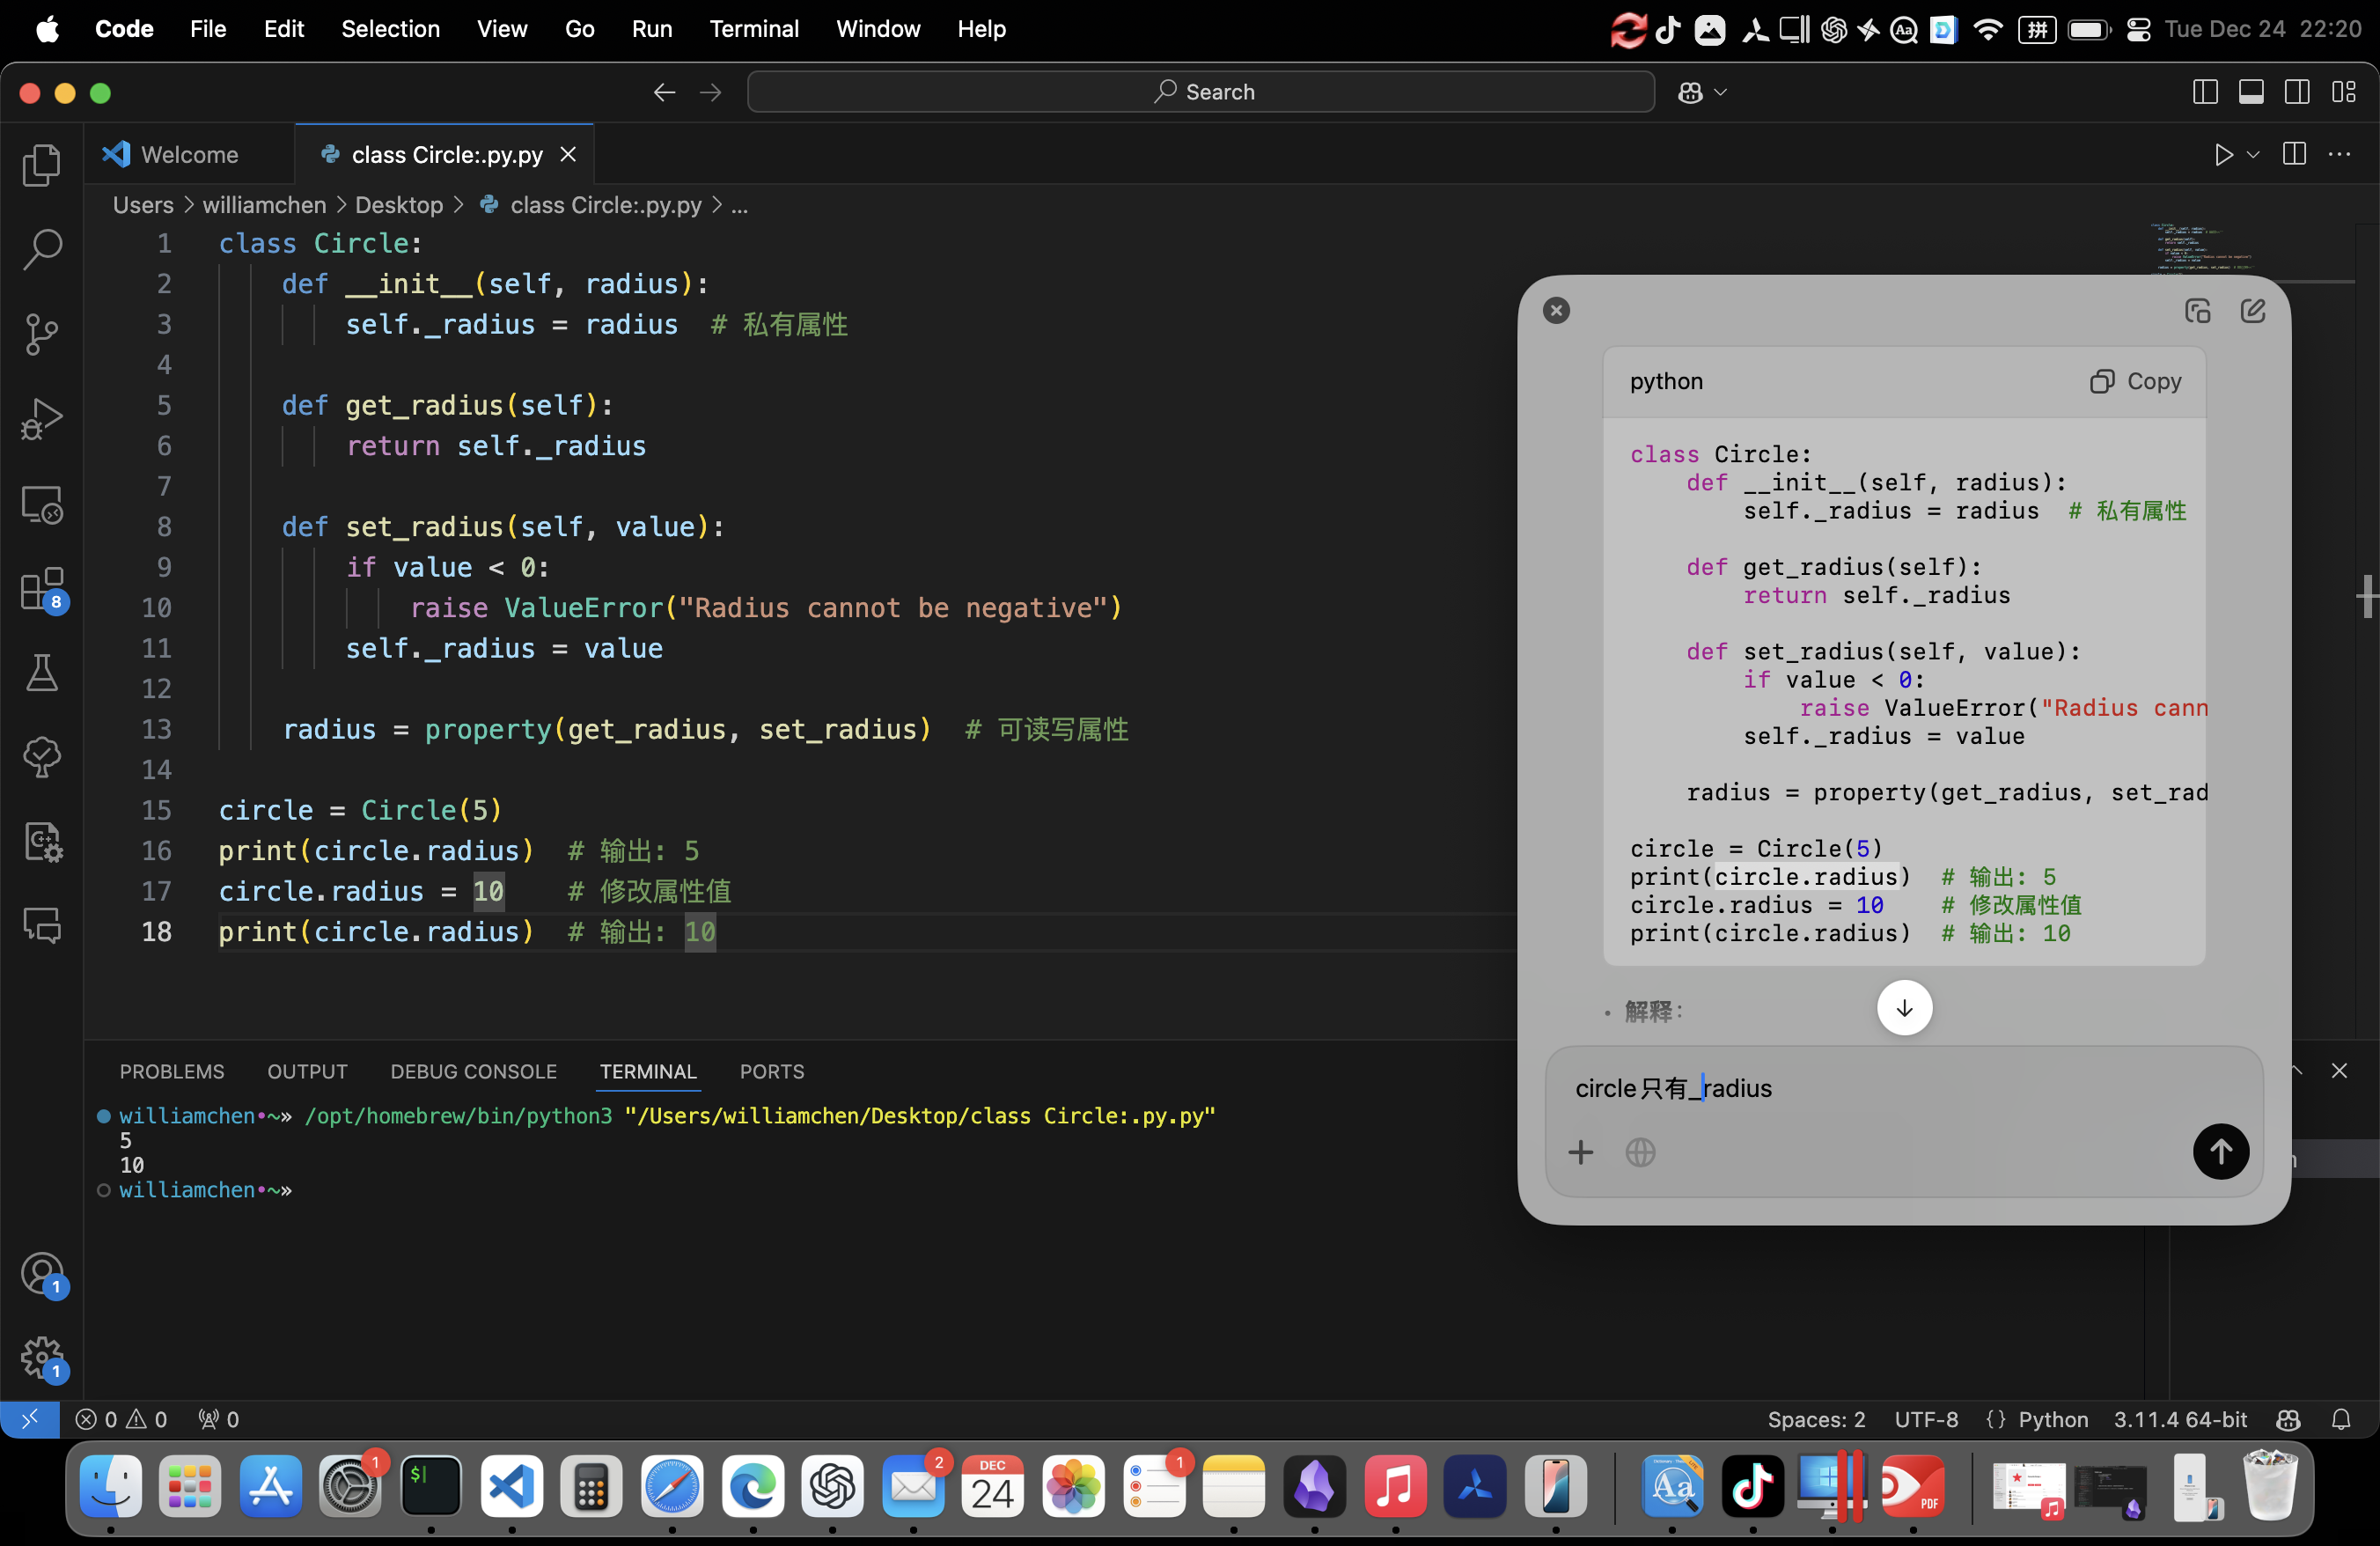 Code File Edit Selection View Go Run Terminal Window Help 拼 Tue Dec 24 22:20
Search
Welcome
class Circle:.py.py
Users > williamchen > Desktop > class Circle:.py.py > ...
1 class Circle:
2 def __init__(self, radius):
3 self._radius = radius # 私有属性
4
5 def get_radius(self):
6 return self._radius
7
8 def set_radius(self, value):
9 if value < 0:
10 raise ValueError("Radius cannot be negative")
11 self._radius = value
12
13 radius = property(get_radius, set_radius) # 可读写属性
14
15 circle = Circle(5)
16 print(circle.radius) # 输出: 5
17 circle.radius = 10 # 修改属性值
18 print(circle.radius) # 输出: 10
python Copy
class Circle:
def __init__(self, radius):
self._radius = radius # 私有属性
def get_radius(self):
return self._radius
def set_radius(self, value):
if value < 0:
raise ValueError("Radius cann
self._radius = value
radius = property(get_radius, set_rad
circle = Circle(5)
print(circle.radius) # 输出: 5
circle.radius = 10 # 修改属性值
print(circle.radius) # 输出: 10
• 解释:
circle只有_radius
PROBLEMS OUTPUT DEBUG CONSOLE TERMINAL PORTS
williamchen•~» /opt/homebrew/bin/python3 "/Users/williamchen/Desktop/class Circle:.py.py"
5
10
williamchen•~»
8
1
1
0 0 0
Spaces: 2 UTF-8 {} Python 3.11.4 64-bit
1
$
2
DEC
24
1
Aa
PDF